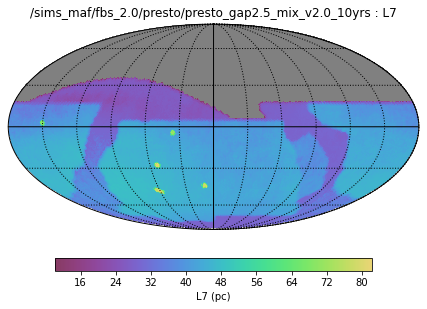 /sims_maf/fbs_2.0/presto/presto_gap2.5_mix_v2.0_10yrs : L7
16 24 32 40 48 56 64 72 80
L7 (pc)